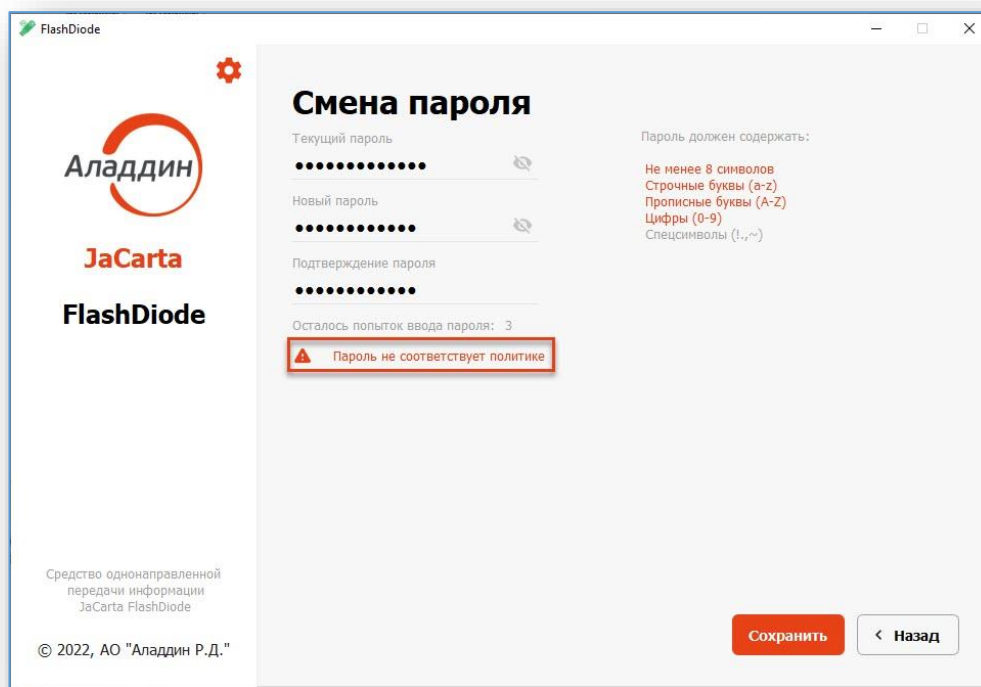 FlashDiode
Аладдин
JaCarta
FlashDiode
Средство однонаправленной
передачи информации
JaCarta FlashDiode
© 2022, АО "Аладдин Р.Д."
Смена пароля
Текущий пароль
•••••••••••••
Новый пароль
••••••••••••
Подтверждение пароля
••••••••••••
Осталось попыток ввода пароля: 3
Пароль не соответствует политике
Пароль должен содержать:
Не менее 8 символов
Строчные буквы (a-z)
Прописные буквы (A-Z)
Цифры (0-9)
Спецсимволы (!.,~)
Сохранить
Назад